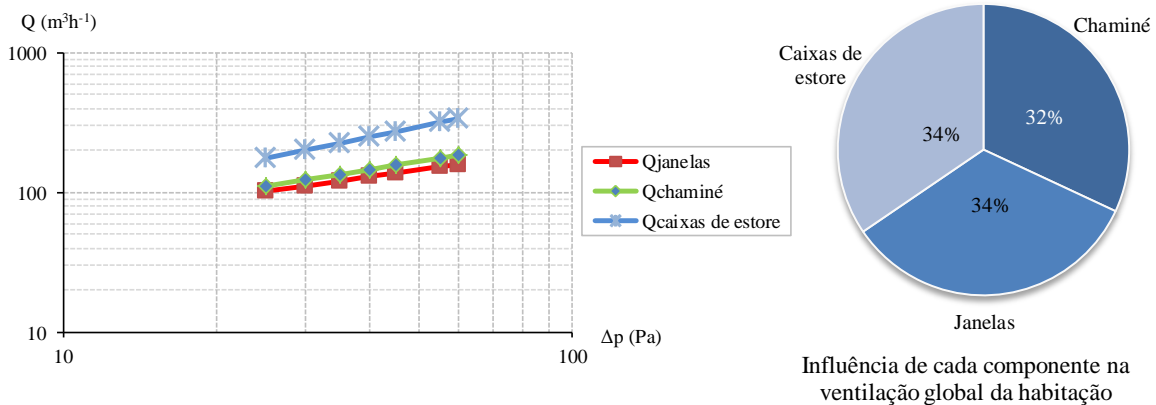 Q (m³h⁻¹)
1000
100
10
10
100
Δp (Pa)
Qjanelas
Qchaminé
Qcaixas de estore
Chaminé
Caixas de
estore
32%
34%
34%
Janelas
Influência de cada componente na
ventilação global da habitação